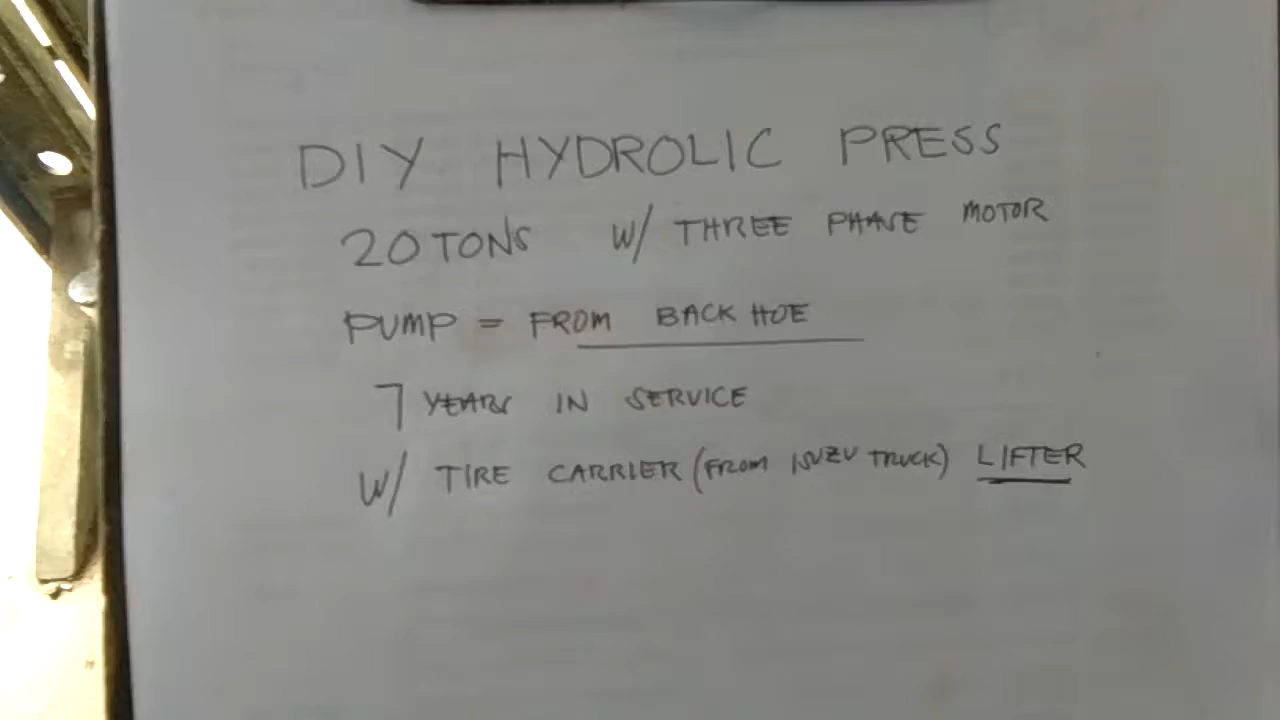 DIY HYDROLIC PRESS
20 TONS W/ THREE PHASE MOTOR
PUMP = FROM BACK HOE
7 YEARS IN SERVICE
W/ TIRE CARRIER (FROM ISUZU TRUCK) LIFTER